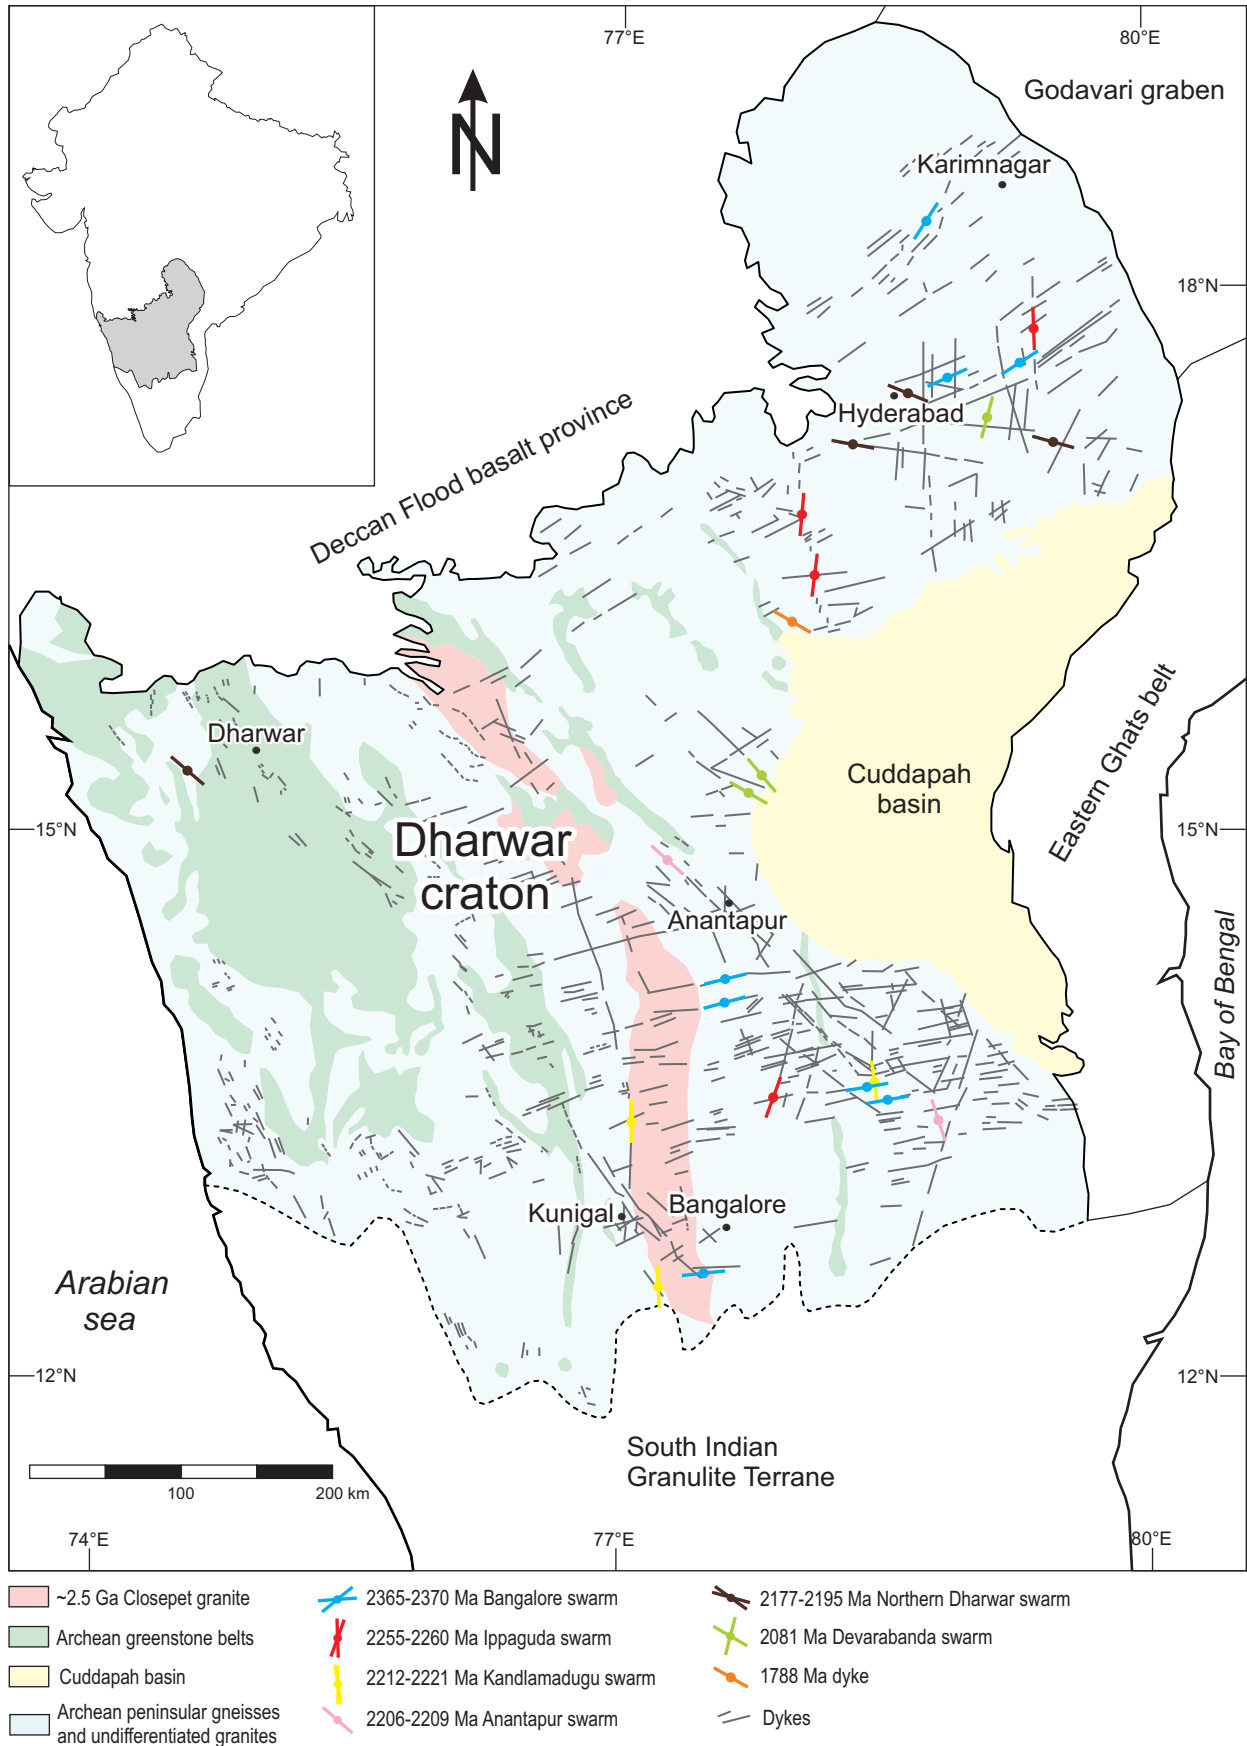 77°E
80°E
Godavari graben
N
Karimnagar
18°N
Hyderabad
Deccan Flood basalt province
Dharwar
Cuddapah
basin
Eastern Ghats belt
15°N
15°N
Dharwar
craton
Anantapur
Bay of Bengal
Kunigal
Bangalore
Arabian
sea
12°N
12°N
South Indian
Granulite Terrane
100
200 km
74°E
77°E
80°E
~2.5 Ga Closepet granite
Archean greenstone belts
Cuddapah basin
Archean peninsular gneisses
and undifferentiated granites
2365-2370 Ma Bangalore swarm
2255-2260 Ma Ippaguda swarm
2212-2221 Ma Kandlamadugu swarm
2206-2209 Ma Anantapur swarm
2177-2195 Ma Northern Dharwar swarm
2081 Ma Devarabanda swarm
1788 Ma dyke
Dykes